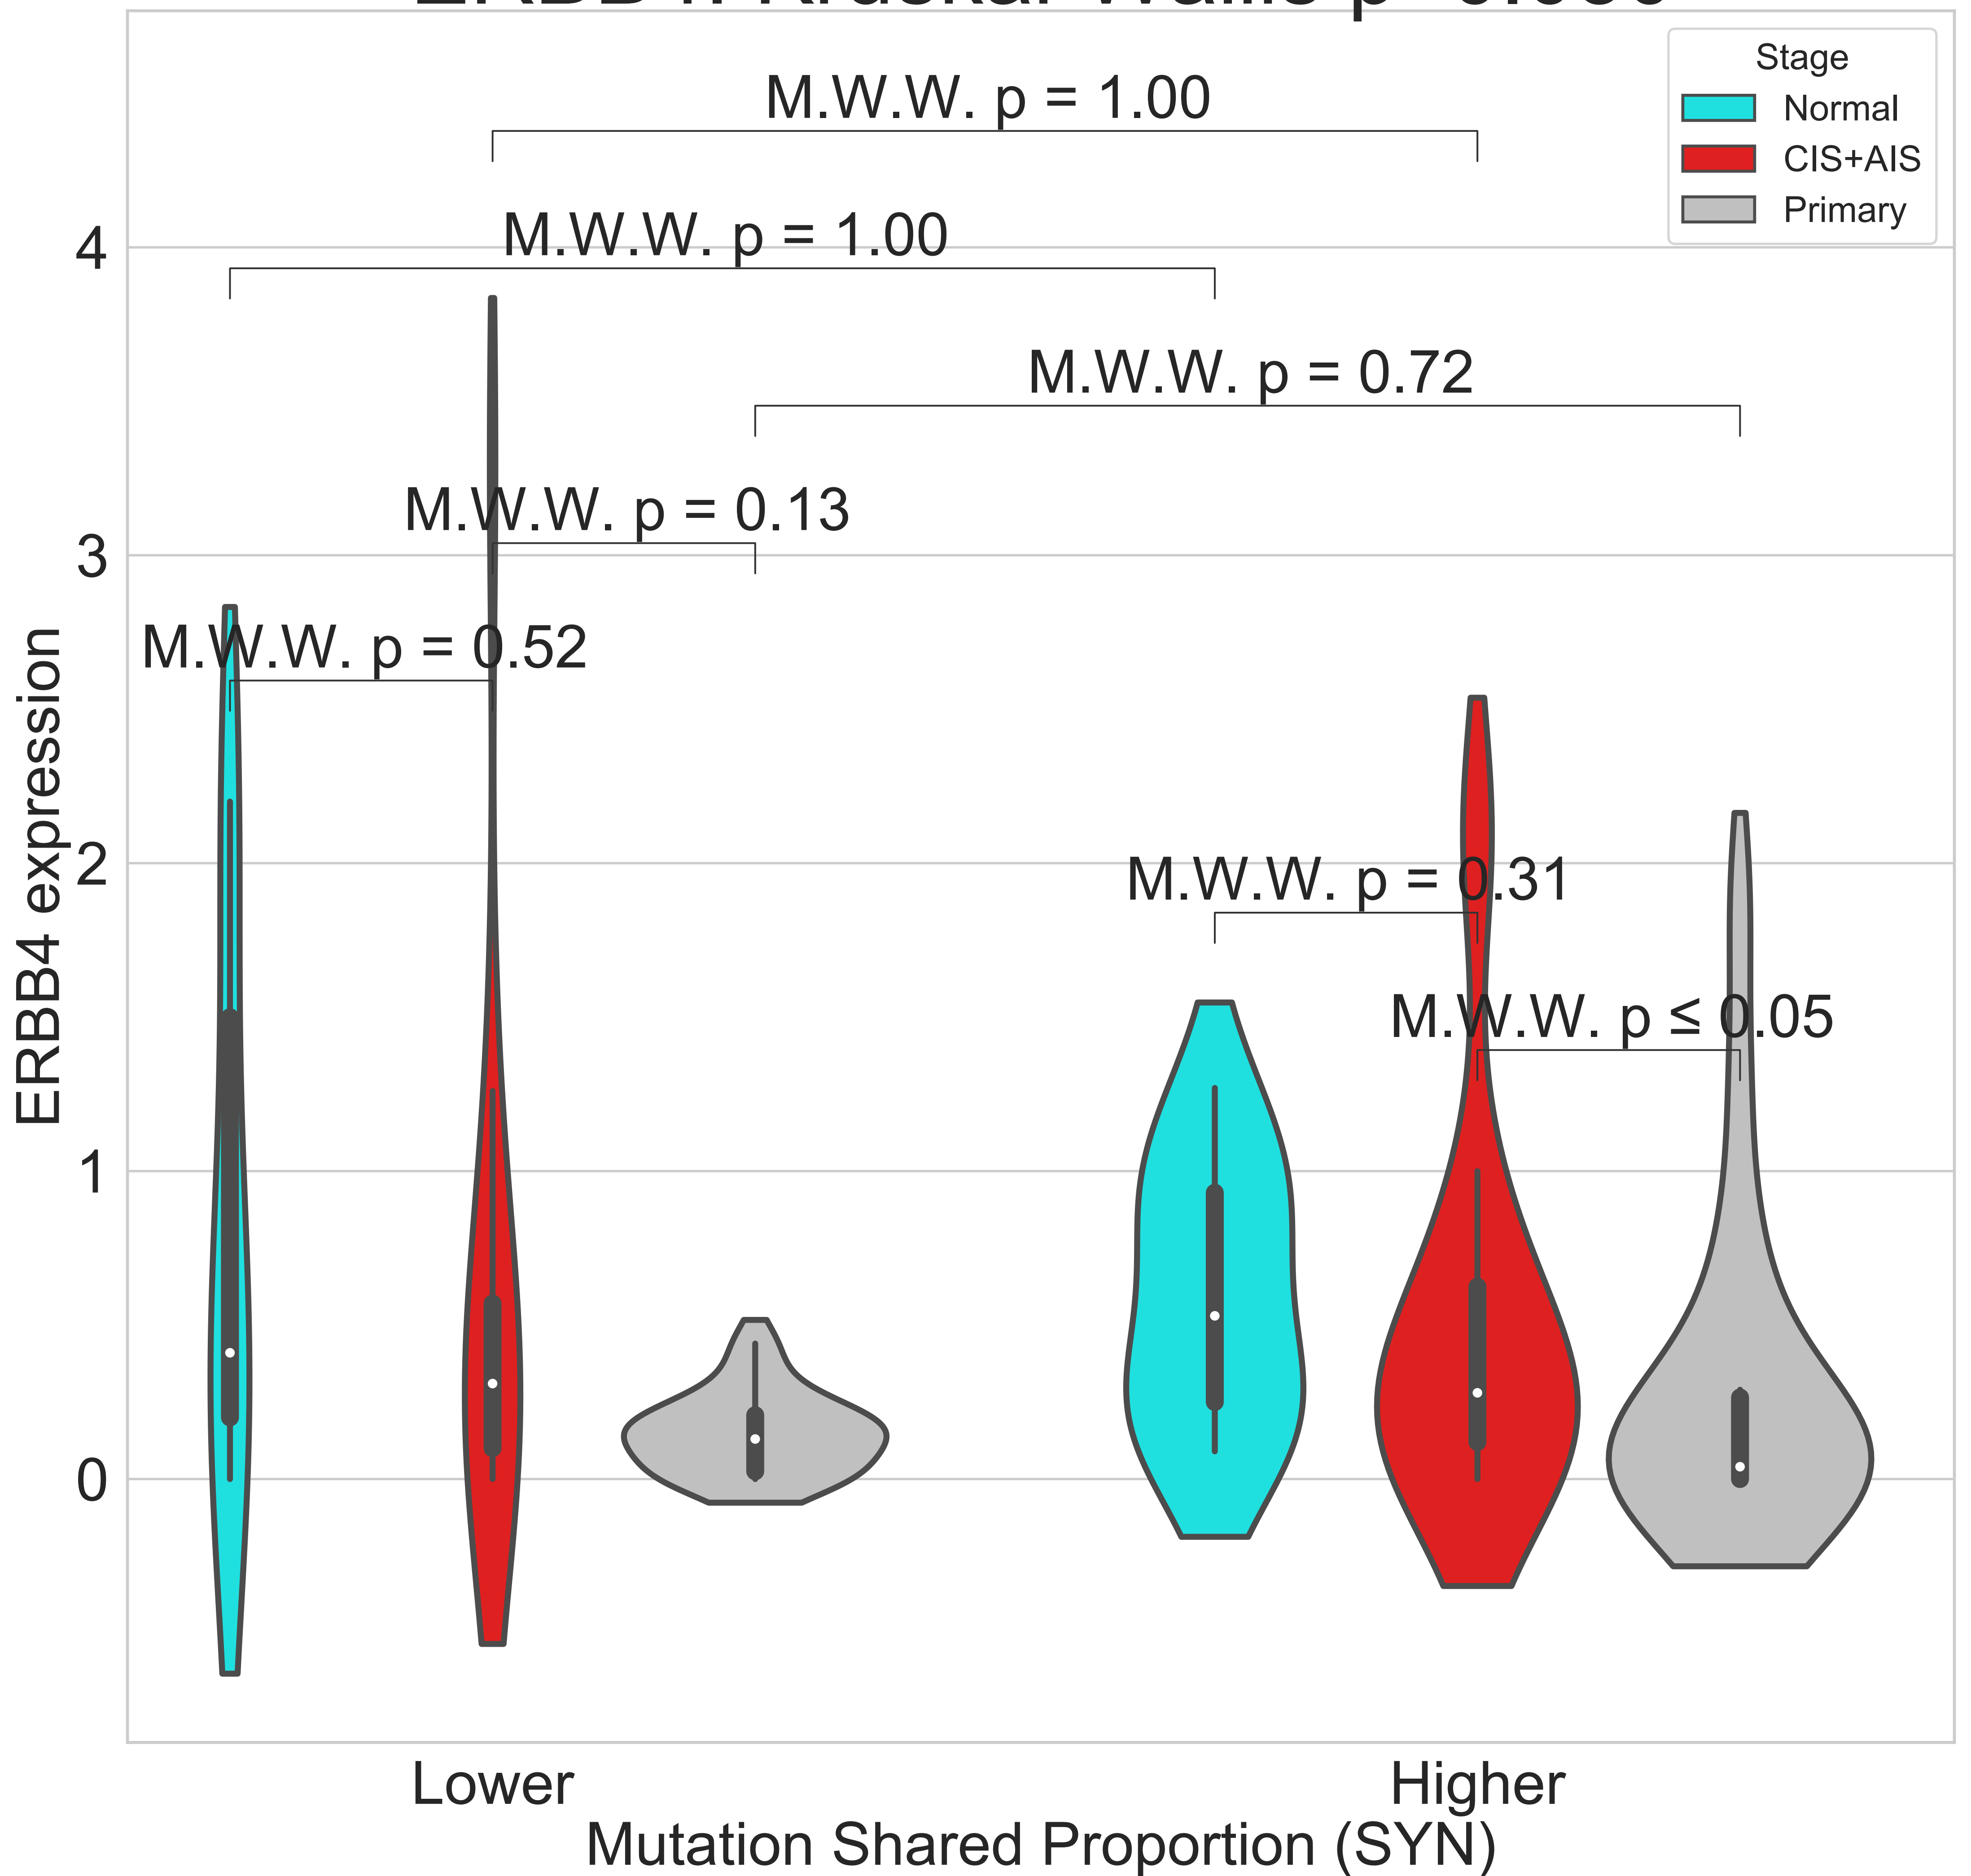 Stage
Normal
CIS+AIS
Primary
M.W.W. p = 1.00
M.W.W. p = 1.00
M.W.W. p = 0.72
M.W.W. p = 0.13
M.W.W. p = 0.52
M.W.W. p = 0.31
M.W.W. p ≤ 0.05
4
3
2
1
0
ERBB4 expression
Lower
Higher
Mutation Shared Proportion (SYN)